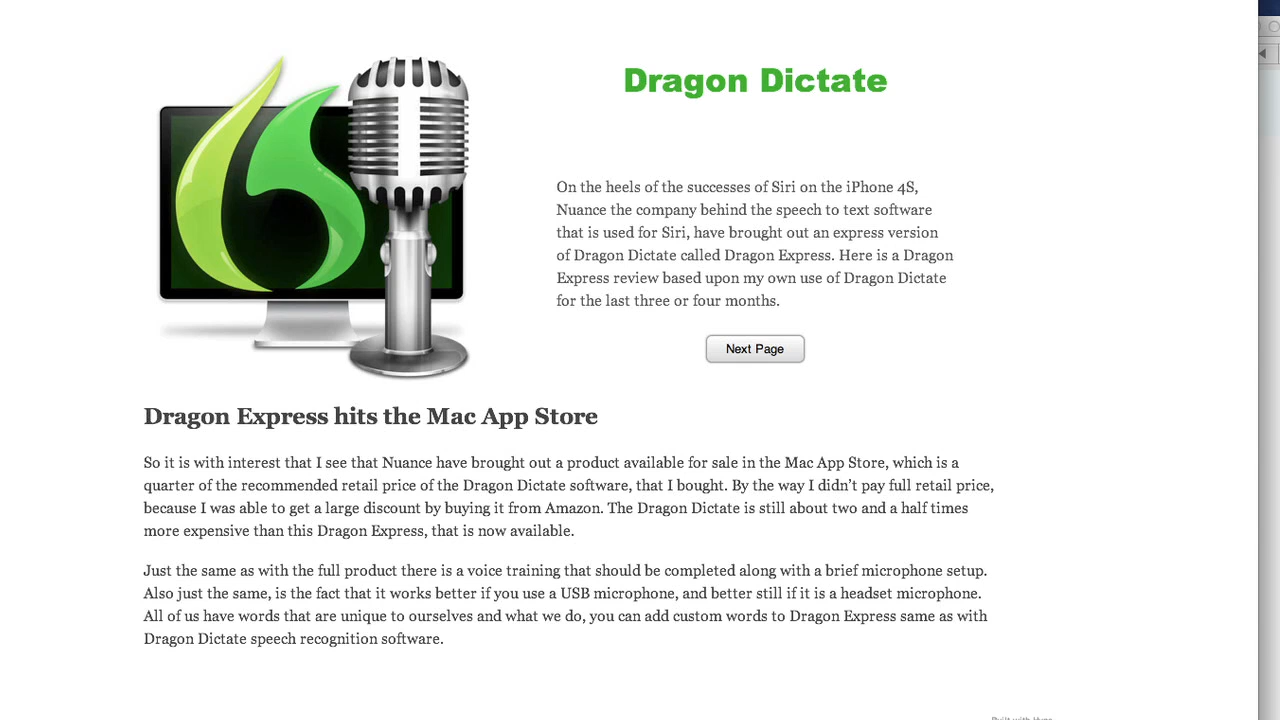 Dragon Dictate
On the heels of the successes of Siri on the iPhone 4S,
Nuance the company behind the speech to text software
that is used for Siri, have brought out an express version
of Dragon Dictate called Dragon Express. Here is a Dragon
Express review based upon my own use of Dragon Dictate
for the last three or four months.
Next Page
Dragon Express hits the Mac App Store
So it is with interest that I see that Nuance have brought out a product available for sale in the Mac App Store, which is a
quarter of the recommended retail price of the Dragon Dictate software, that I bought. By the way I didn’t pay full retail price,
because I was able to get a large discount by buying it from Amazon. The Dragon Dictate is still about two and a half times
more expensive than this Dragon Express, that is now available.
Just the same as with the full product there is a voice training that should be completed along with a brief microphone setup.
Also just the same, is the fact that it works better if you use a USB microphone, and better still if it is a headset microphone.
All of us have words that are unique to ourselves and what we do, you can add custom words to Dragon Express same as with
Dragon Dictate speech recognition software.